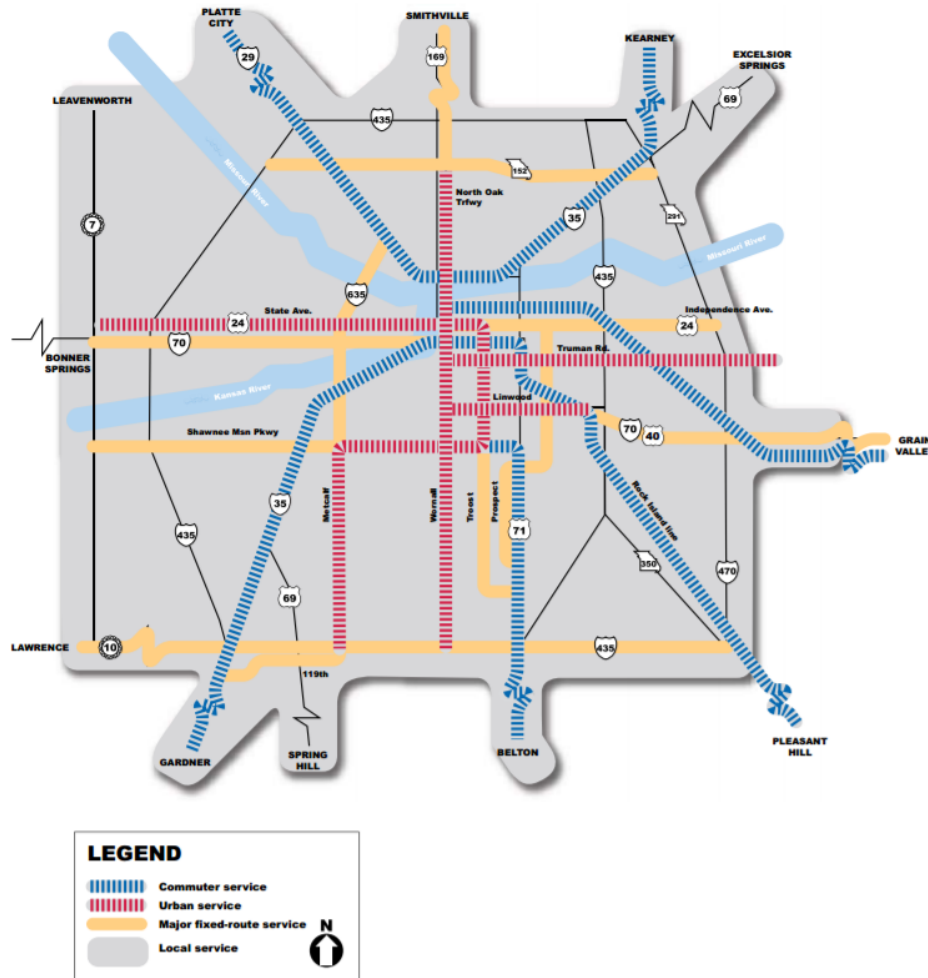 PLATTE
CITY
SMITHVILLE
KEARNEY
EXCELSIOR
SPRINGS
29
169
69
LEAVENWORTH
435
152
Missouri River
North Oak
Trfwy
35
291
7
Missouri River
435
635
State Ave.
24
Independence Ave.
24
70
Truman Rd.
BONNER
SPRINGS
Kansas River
Linwood
70
40
Shawnee Msn Pkwy
GRAIN
VALLEY
35
Metcalf
Wornall
Troost
Prospect
Rock Island line
71
435
350
470
69
LAWRENCE
10
435
119th
GARDNER
SPRING
HILL
BELTON
PLEASANT
HILL
LEGEND
Commuter service
Urban service
Major fixed-route service
N
Local service